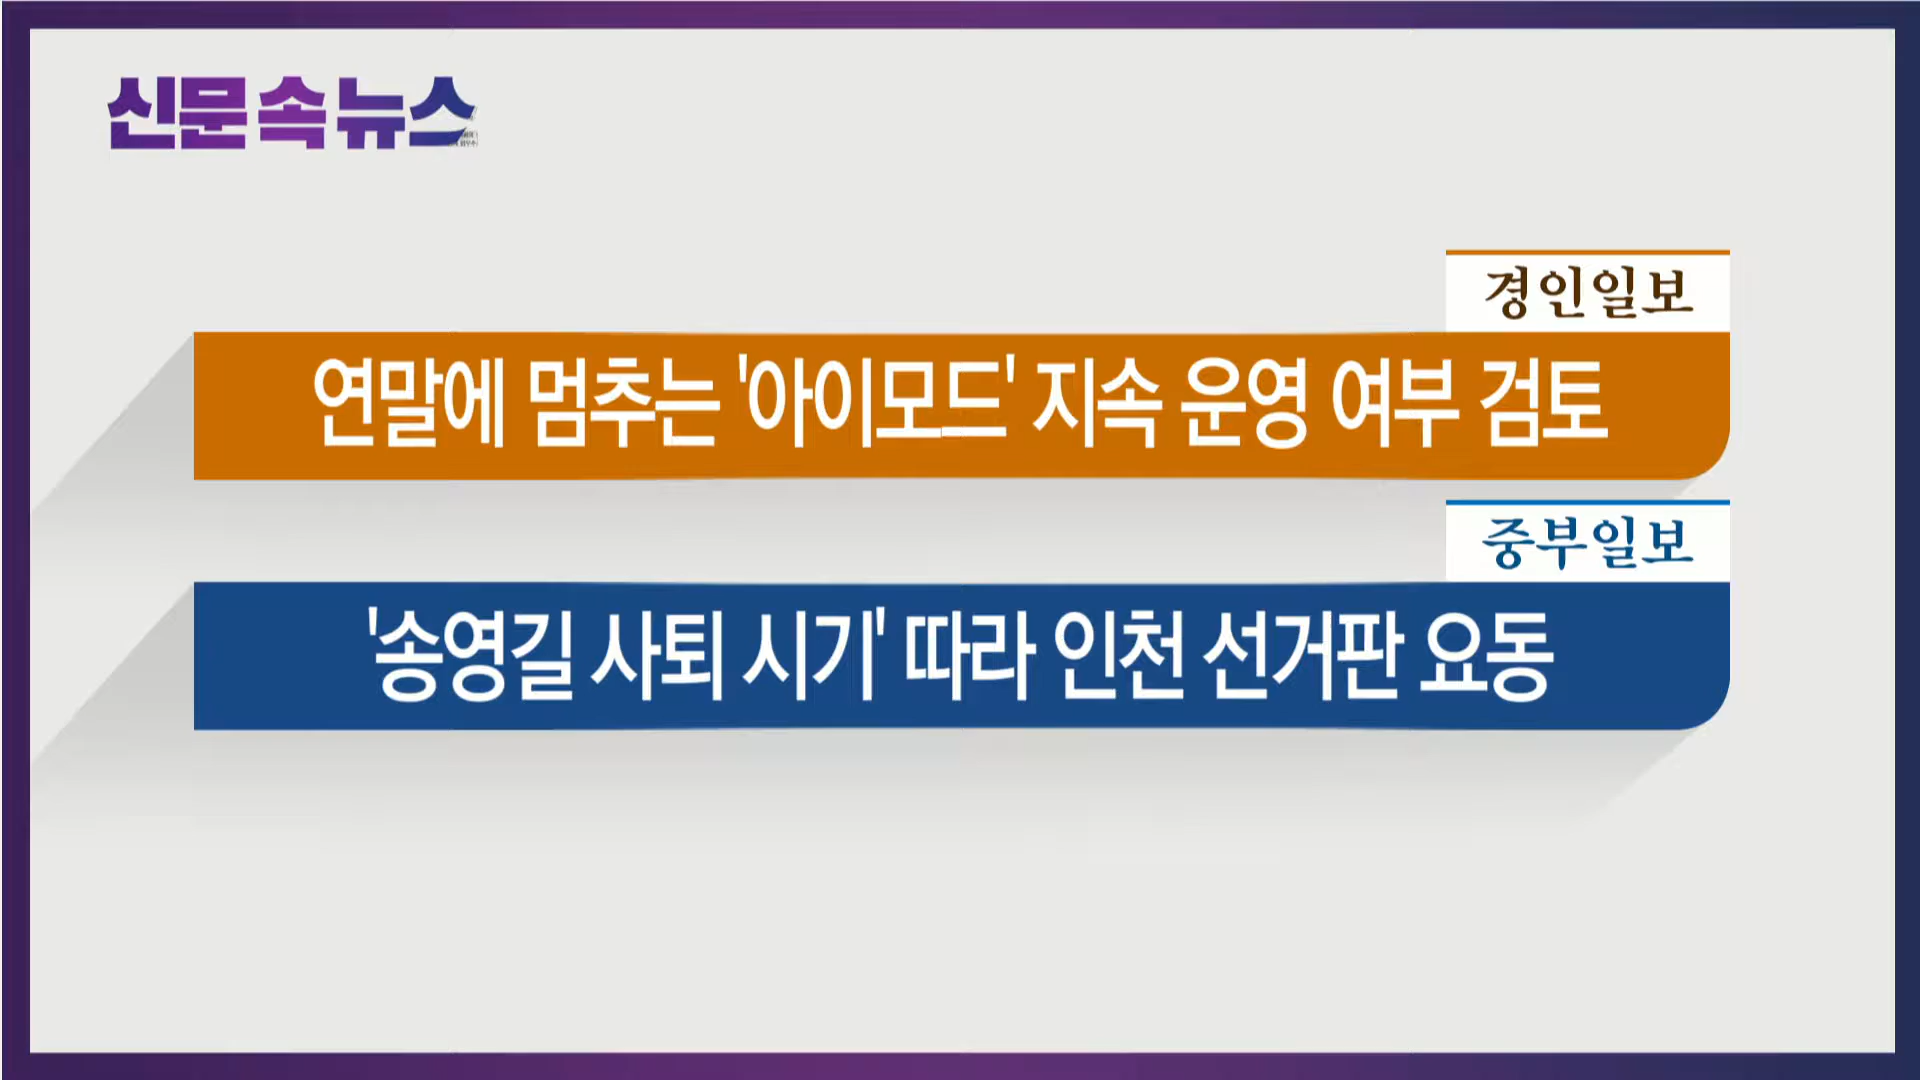 신문 속 뉴스
경인일보
연말에 멈추는 '아이모드' 지속 운영 여부 검토
중부일보
'송영길 사퇴 시기' 따라 인천 선거판 요동